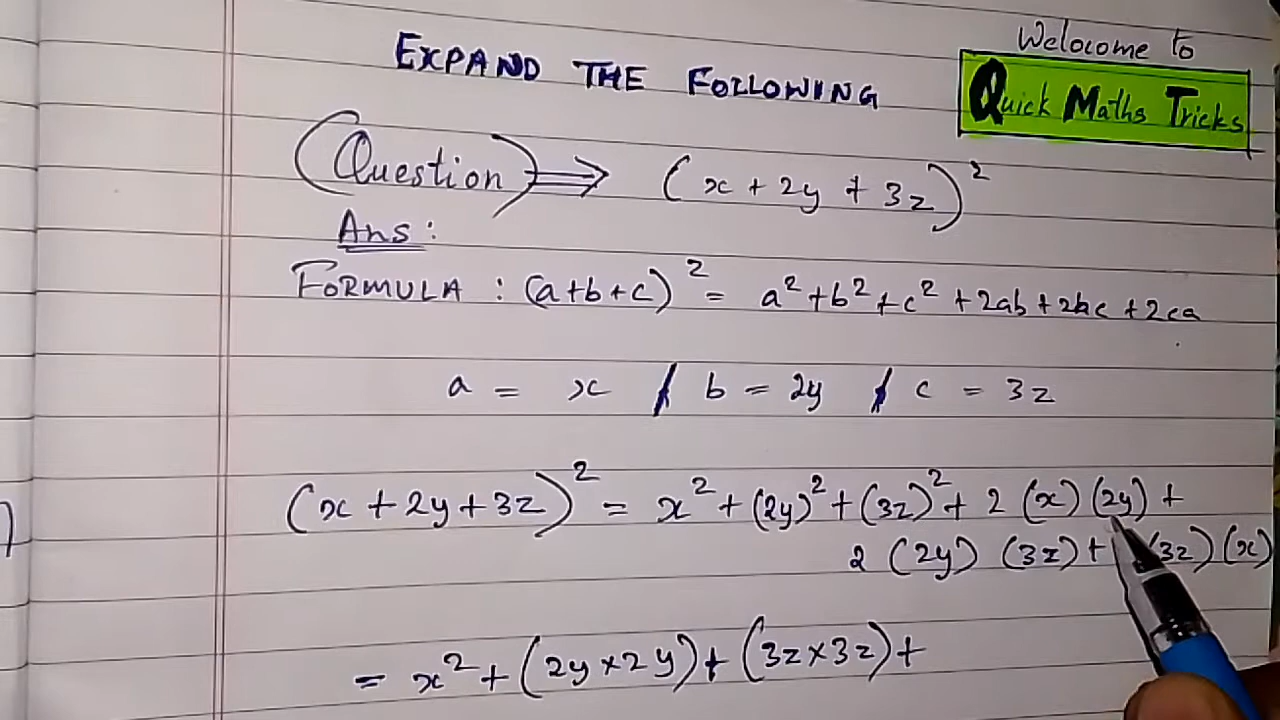 Welocome to
Quick Maths Tricks
EXPAND THE FOLLOWING
(Question) ⇒ (x + 2y + 3z)²
Ans :
FORMULA : (a+b+c)² = a² + b² + c² + 2ab + 2bc + 2ca
a = x / b = 2y / c = 3z
(x + 2y + 3z)² = x² + (2y)² + (3z)² + 2 (x) (2y) +
2 (2y) (3z) + (3z) (x)
= x² + (2y × 2y) + (3z × 3z) +